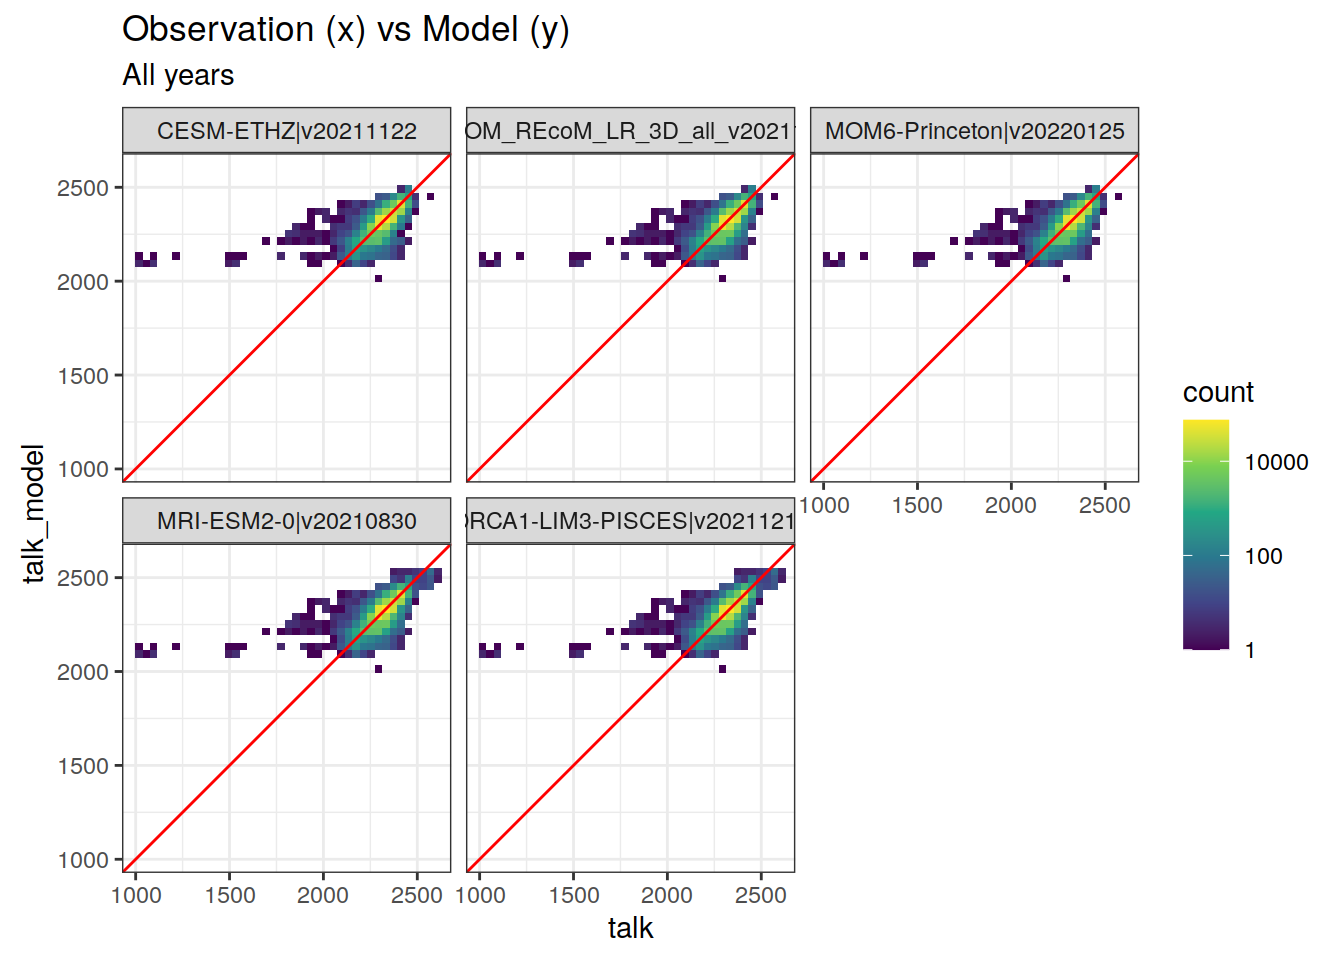 Observation (x) vs Model (y)
All years
CESM-ETHZ|v20211122
OM_REcoM_LR_3D_all_v2021
MOM6-Princeton|v20220125
2500
2000
1500
1000
1000 1500 2000 2500
MRI-ESM2-0|v20210830
ORCA1-LIM3-PISCES|v2021121
2500
2000
1500
1000
1000 1500 2000 2500
1000 1500 2000 2500
talk_model
talk
count
10000
100
1